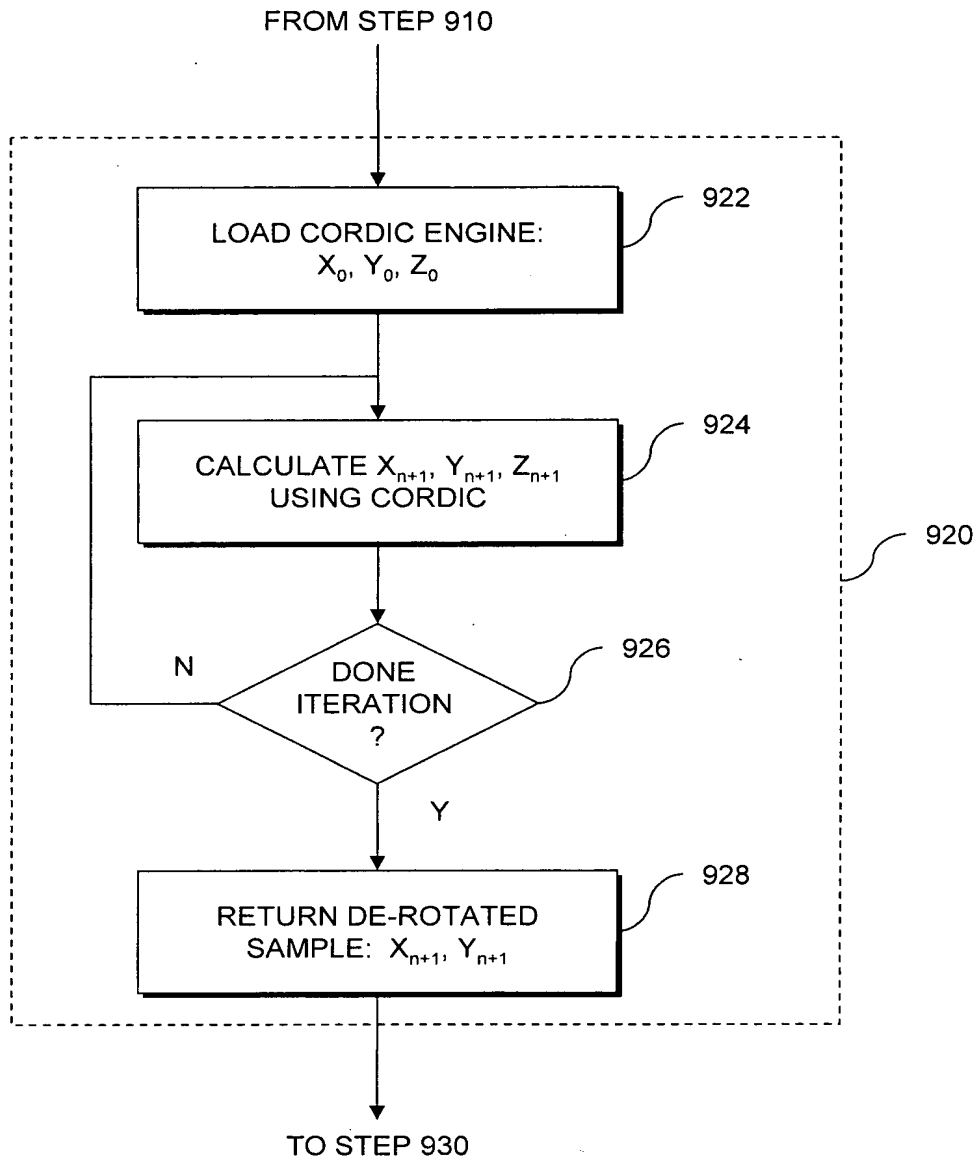 FROM STEP 910
922
LOAD CORDIC ENGINE:
X₀, Y₀, Z₀
924
CALCULATE Xₙ₊₁, Yₙ₊₁, Zₙ₊₁
USING CORDIC
920
926
N
DONE
ITERATION
?
Y
928
RETURN DE-ROTATED
SAMPLE: Xₙ₊₁, Yₙ₊₁
TO STEP 930